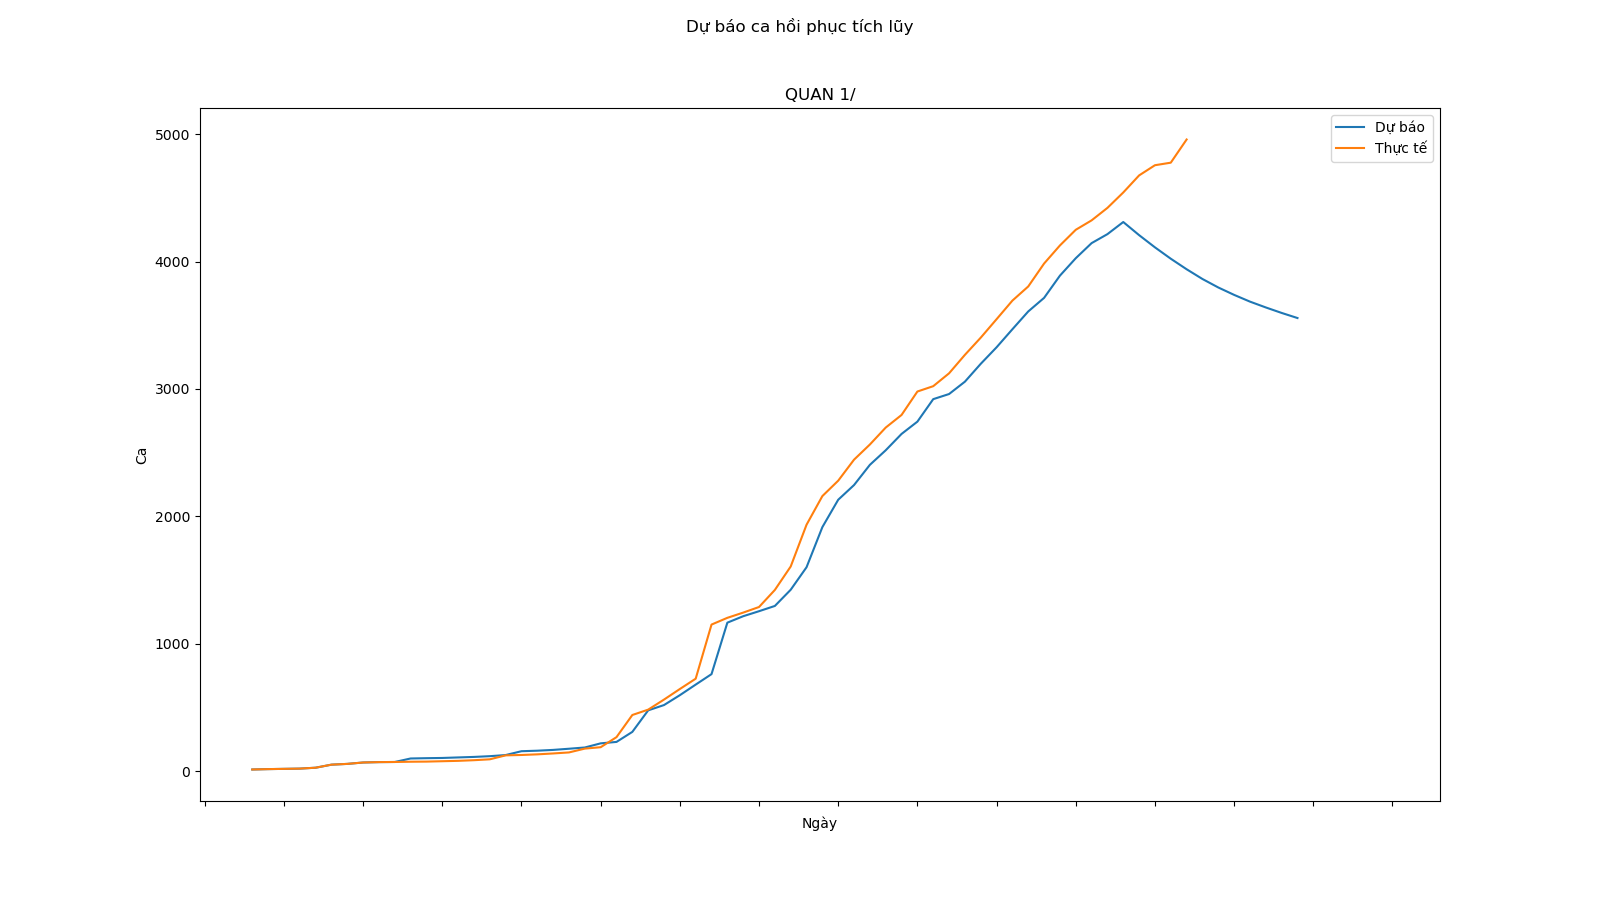 Dự báo ca hồi phục tích lũy
QUAN 1/
Dự báo
Thực tế
5000
4000
3000
2000
1000
0
Ca
Ngày